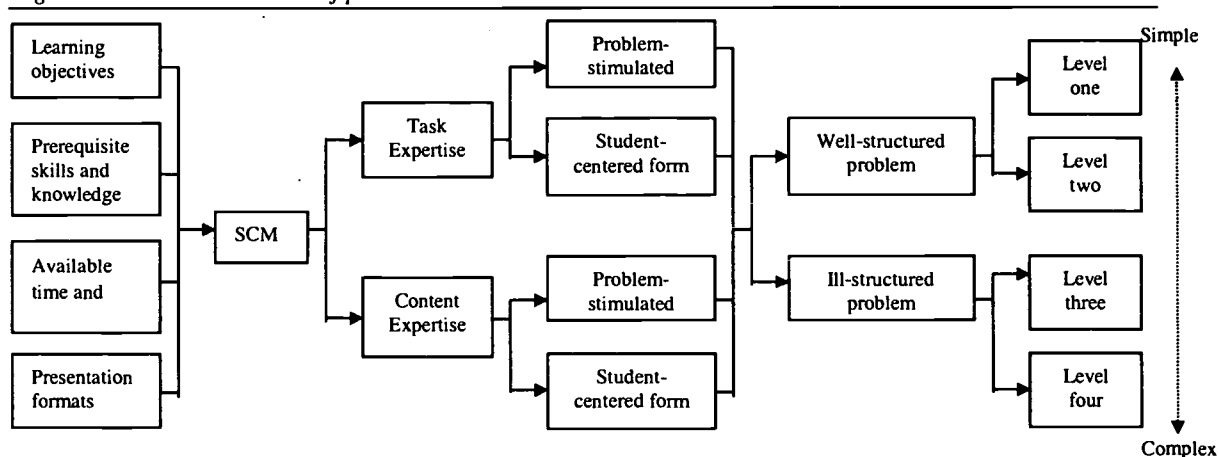 Learning
objectives
Prerequisite
skills and
knowledge
Available
time and
Presentation
formats
SCM
Task
Expertise
Content
Expertise
Problem-
stimulated
Student-
centered form
Problem-
stimulated
Student-
centered form
Well-structured
problem
Ill-structured
problem
Level
one
Level
two
Level
three
Level
four
Simple
Complex